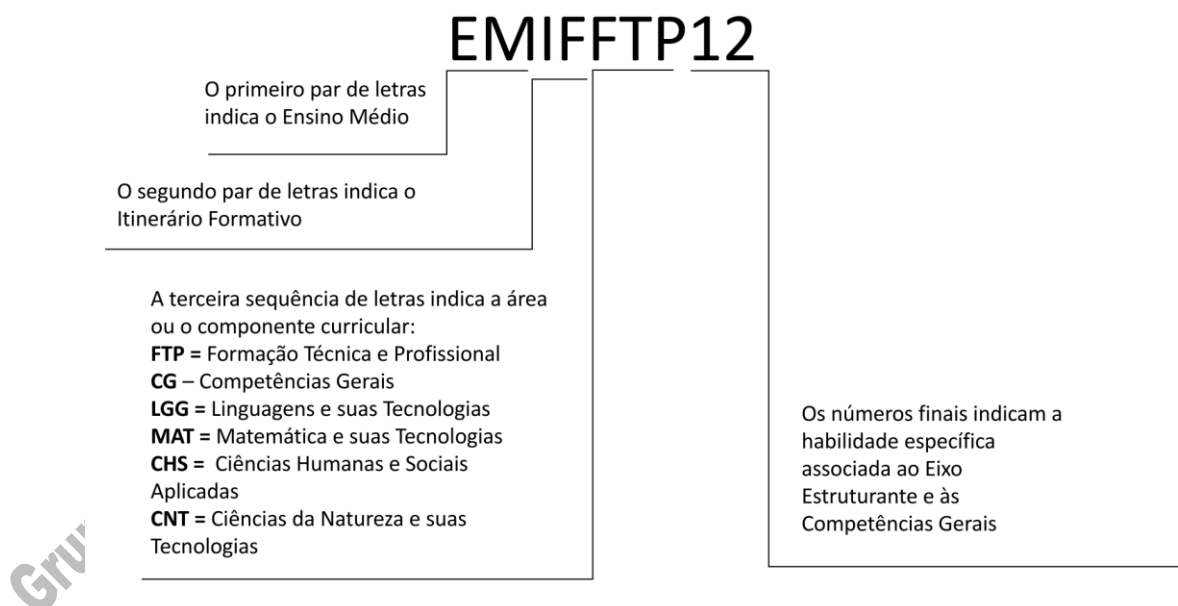 EMIFFTP12
O primeiro par de letras
indica o Ensino Médio
O segundo par de letras indica o
Itinerário Formativo
A terceira sequência de letras indica a área
ou o componente curricular:
FTP = Formação Técnica e Profissional
CG – Competências Gerais
LGG = Linguagens e suas Tecnologias
MAT = Matemática e suas Tecnologias
CHS = Ciências Humanas e Sociais
Aplicadas
CNT = Ciências da Natureza e suas
Tecnologias
Os números finais indicam a
habilidade específica
associada ao Eixo
Estruturante e às
Competências Gerais